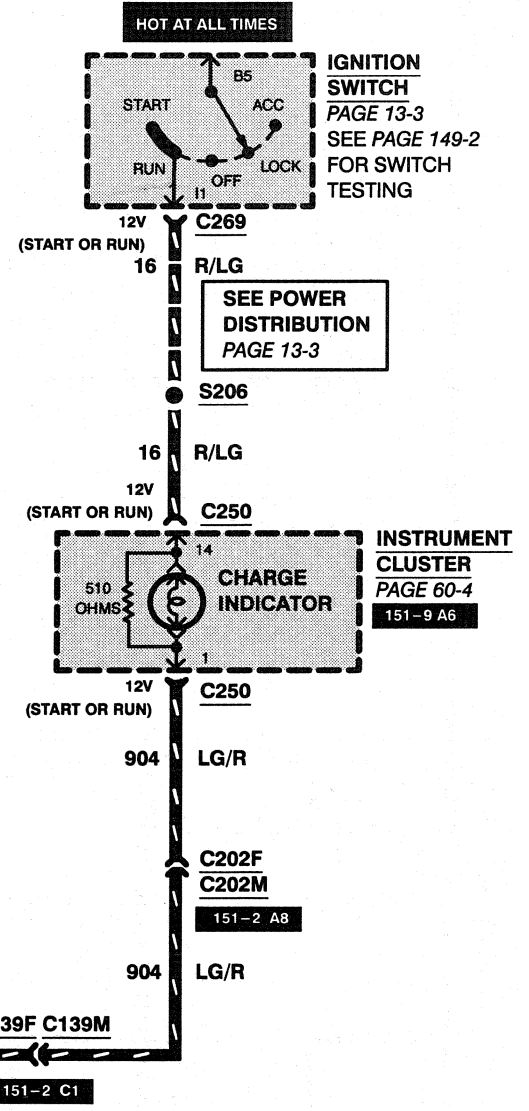 HOT AT ALL TIMES
IGNITION
SWITCH
PAGE 13-3
SEE PAGE 149-2
FOR SWITCH
TESTING
B5
START
ACC
RUN
OFF
LOCK
I1
12V
(START OR RUN)
C269
16
R/LG
SEE POWER
DISTRIBUTION
PAGE 13-3
S206
16
R/LG
12V
(START OR RUN)
C250
14
510
OHMS
CHARGE
INDICATOR
1
INSTRUMENT
CLUSTER
PAGE 60-4
151-9 A6
12V
(START OR RUN)
C250
904
LG/R
C202F
C202M
151-2 A8
904
LG/R
39F C139M
151-2 C1